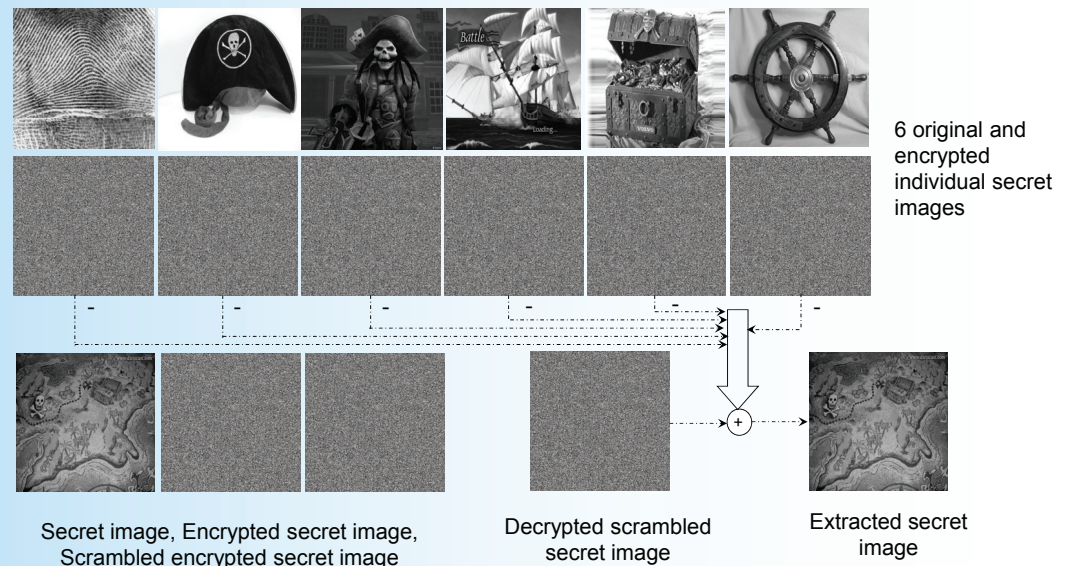 Battle
Loading...
VOLVO
6 original and
encrypted
individual secret
images
-
-
-
-
-
-
+
Secret image, Encrypted secret image,
Scrambled encrypted secret image
Decrypted scrambled
secret image
Extracted secret
image